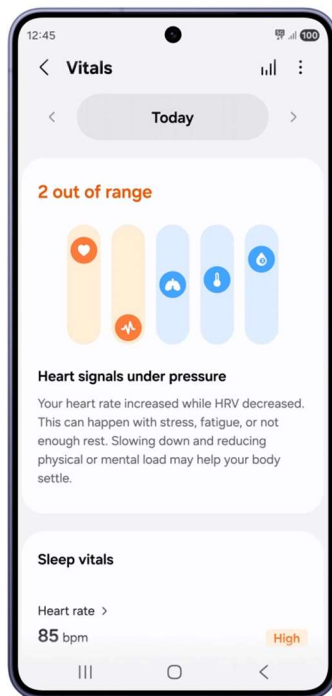 12:45
5G
100
Vitals
Today
2 out of range
Heart signals under pressure
Your heart rate increased while HRV decreased.
This can happen with stress, fatigue, or not
enough rest. Slowing down and reducing
physical or mental load may help your body
settle.
Sleep vitals
Heart rate >
85 bpm
High